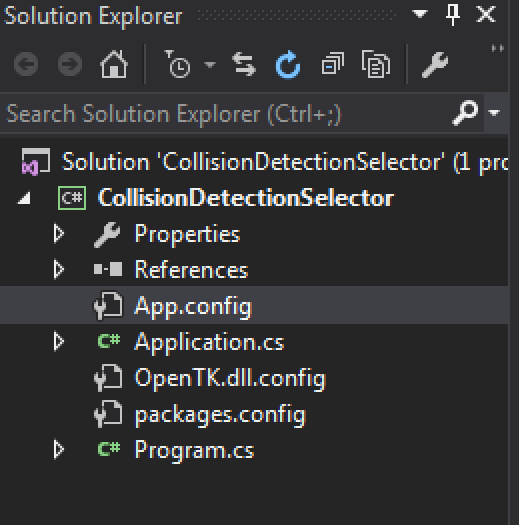 Solution Explorer
Search Solution Explorer (Ctrl+;)
Solution 'CollisionDetectionSelector' (1 pro
C# CollisionDetectionSelector
Properties
References
App.config
C# Application.cs
OpenTK.dll.config
packages.config
C# Program.cs